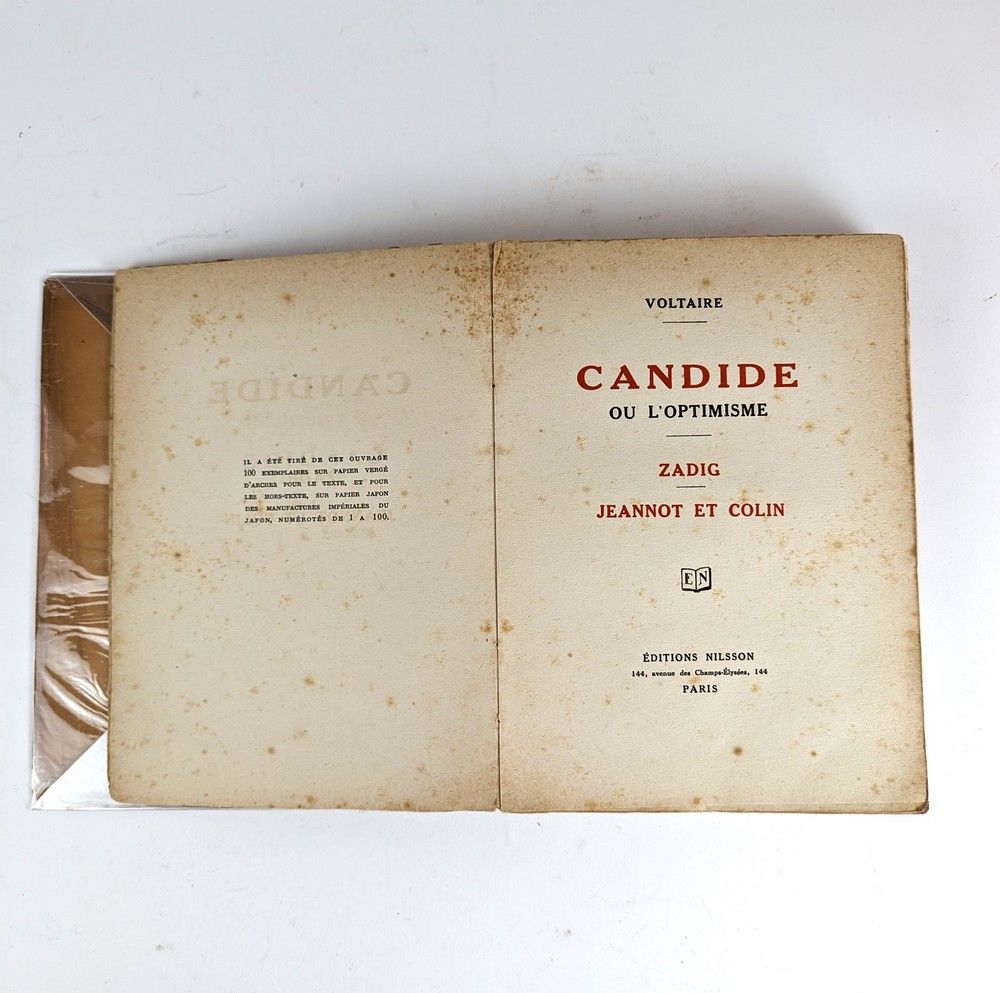 IL A ÉTÉ TIRÉ DE CET OUVRAGE
100 EXEMPLAIRES SUR PAPIER VERGÉ
D'ARCHES POUR LE TEXTE, ET POUR
LES HORS-TEXTE, SUR PAPIER JAPON
DES MANUFACTURES IMPÉRIALES DU
JAPON, NUMÉROTÉS DE 1 A 100.
VOLTAIRE
CANDIDE
OU L'OPTIMISME
ZADIG
JEANNOT ET COLIN
EN
ÉDITIONS NILSSON
144, avenue des Champs-Élysées, 144
PARIS